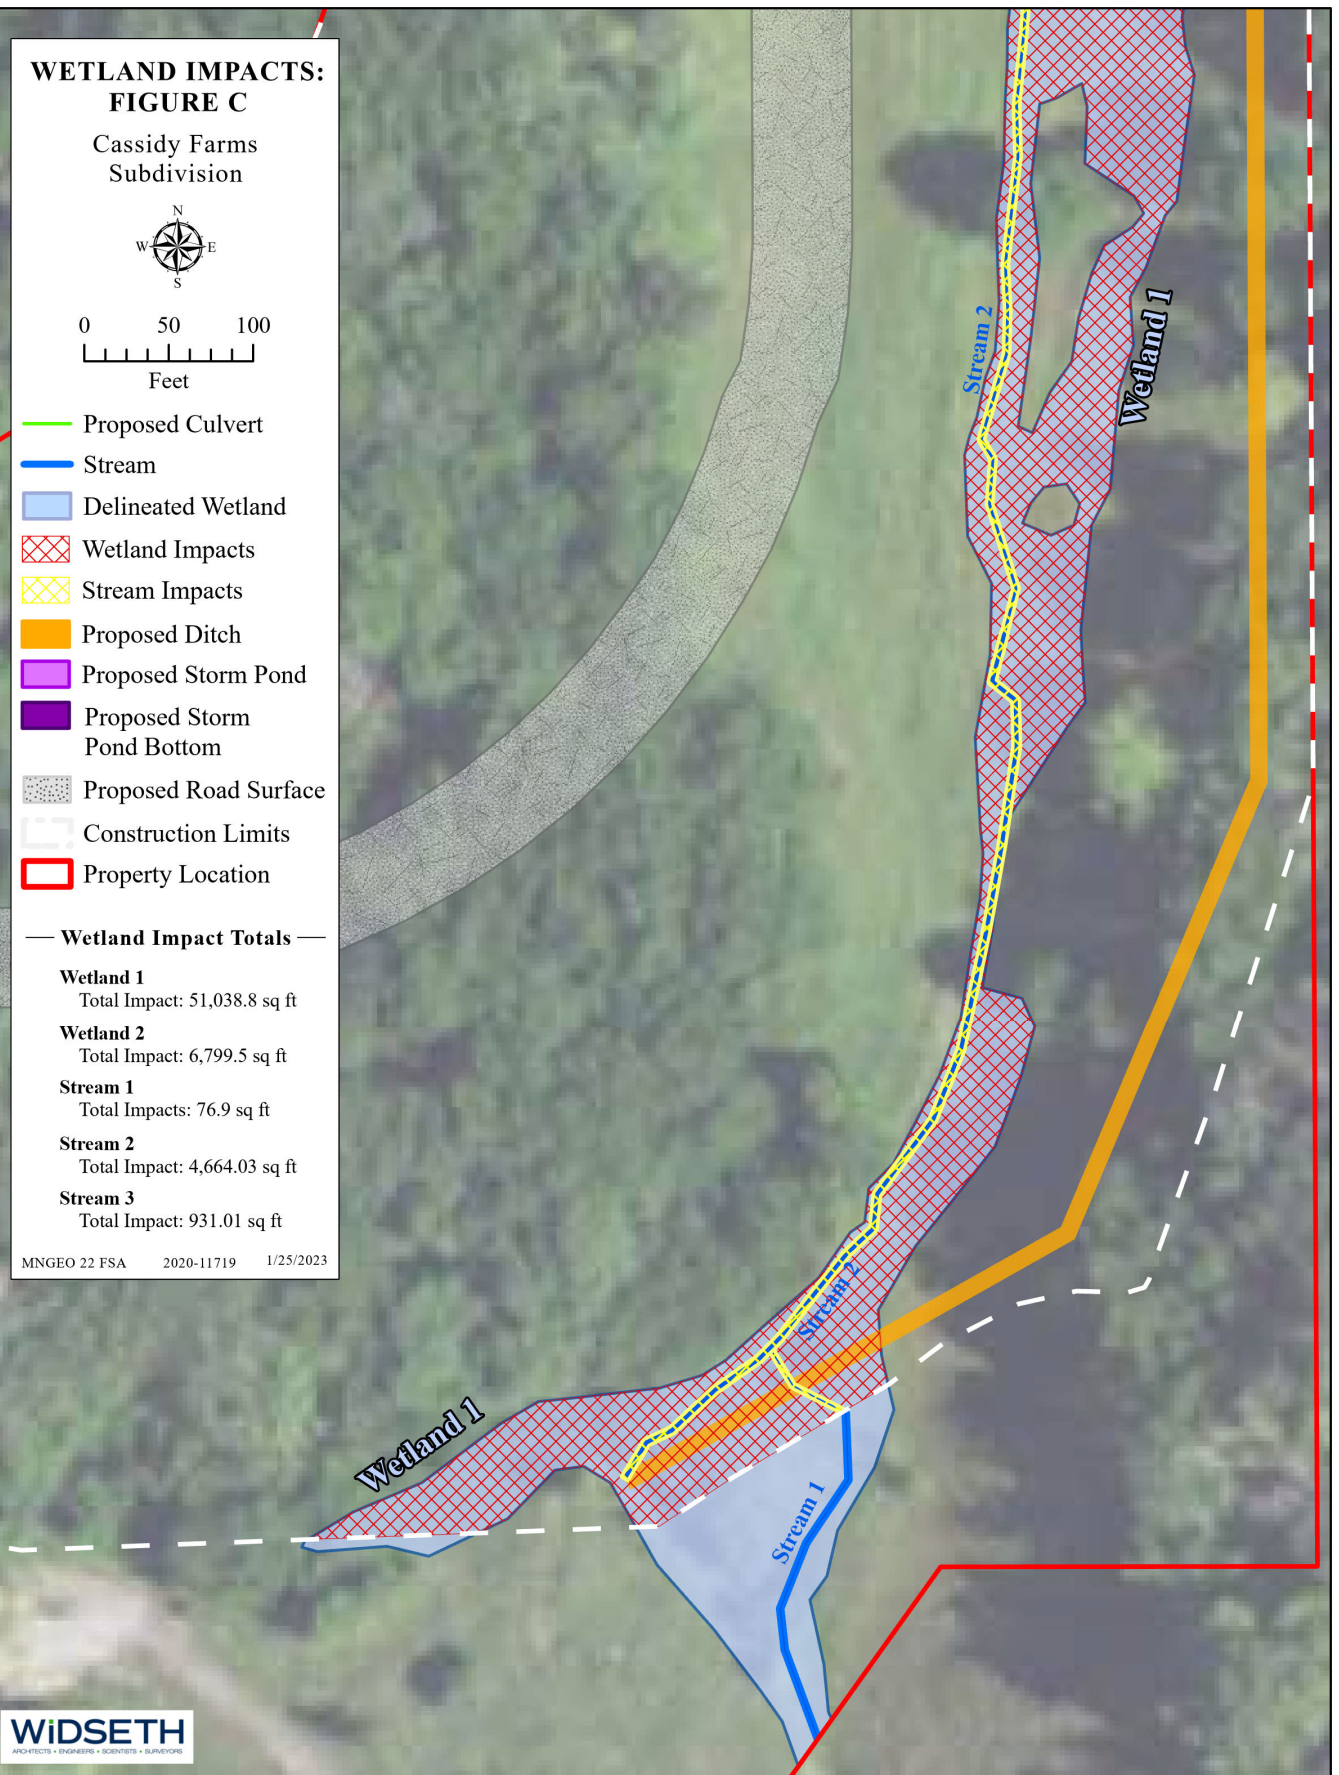 WETLAND IMPACTS:
FIGURE C
Cassidy Farms
Subdivision
N
W E
S
0 50 100
Feet
Proposed Culvert
Stream
Delineated Wetland
Wetland Impacts
Stream Impacts
Proposed Ditch
Proposed Storm Pond
Proposed Storm
Pond Bottom
Proposed Road Surface
Construction Limits
Property Location
Wetland Impact Totals
Wetland 1
Total Impact: 51,038.8 sq ft
Wetland 2
Total Impact: 6,799.5 sq ft
Stream 1
Total Impacts: 76.9 sq ft
Stream 2
Total Impact: 4,664.03 sq ft
Stream 3
Total Impact: 931.01 sq ft
MNGEO 22 FSA 2020-11719 1/25/2023
Stream 2
Wetland 1
Stream 2
Wetland 1
Stream 1
WiDSETH
ARCHITECTS • ENGINEERS • SCIENTISTS • SURVEYORS